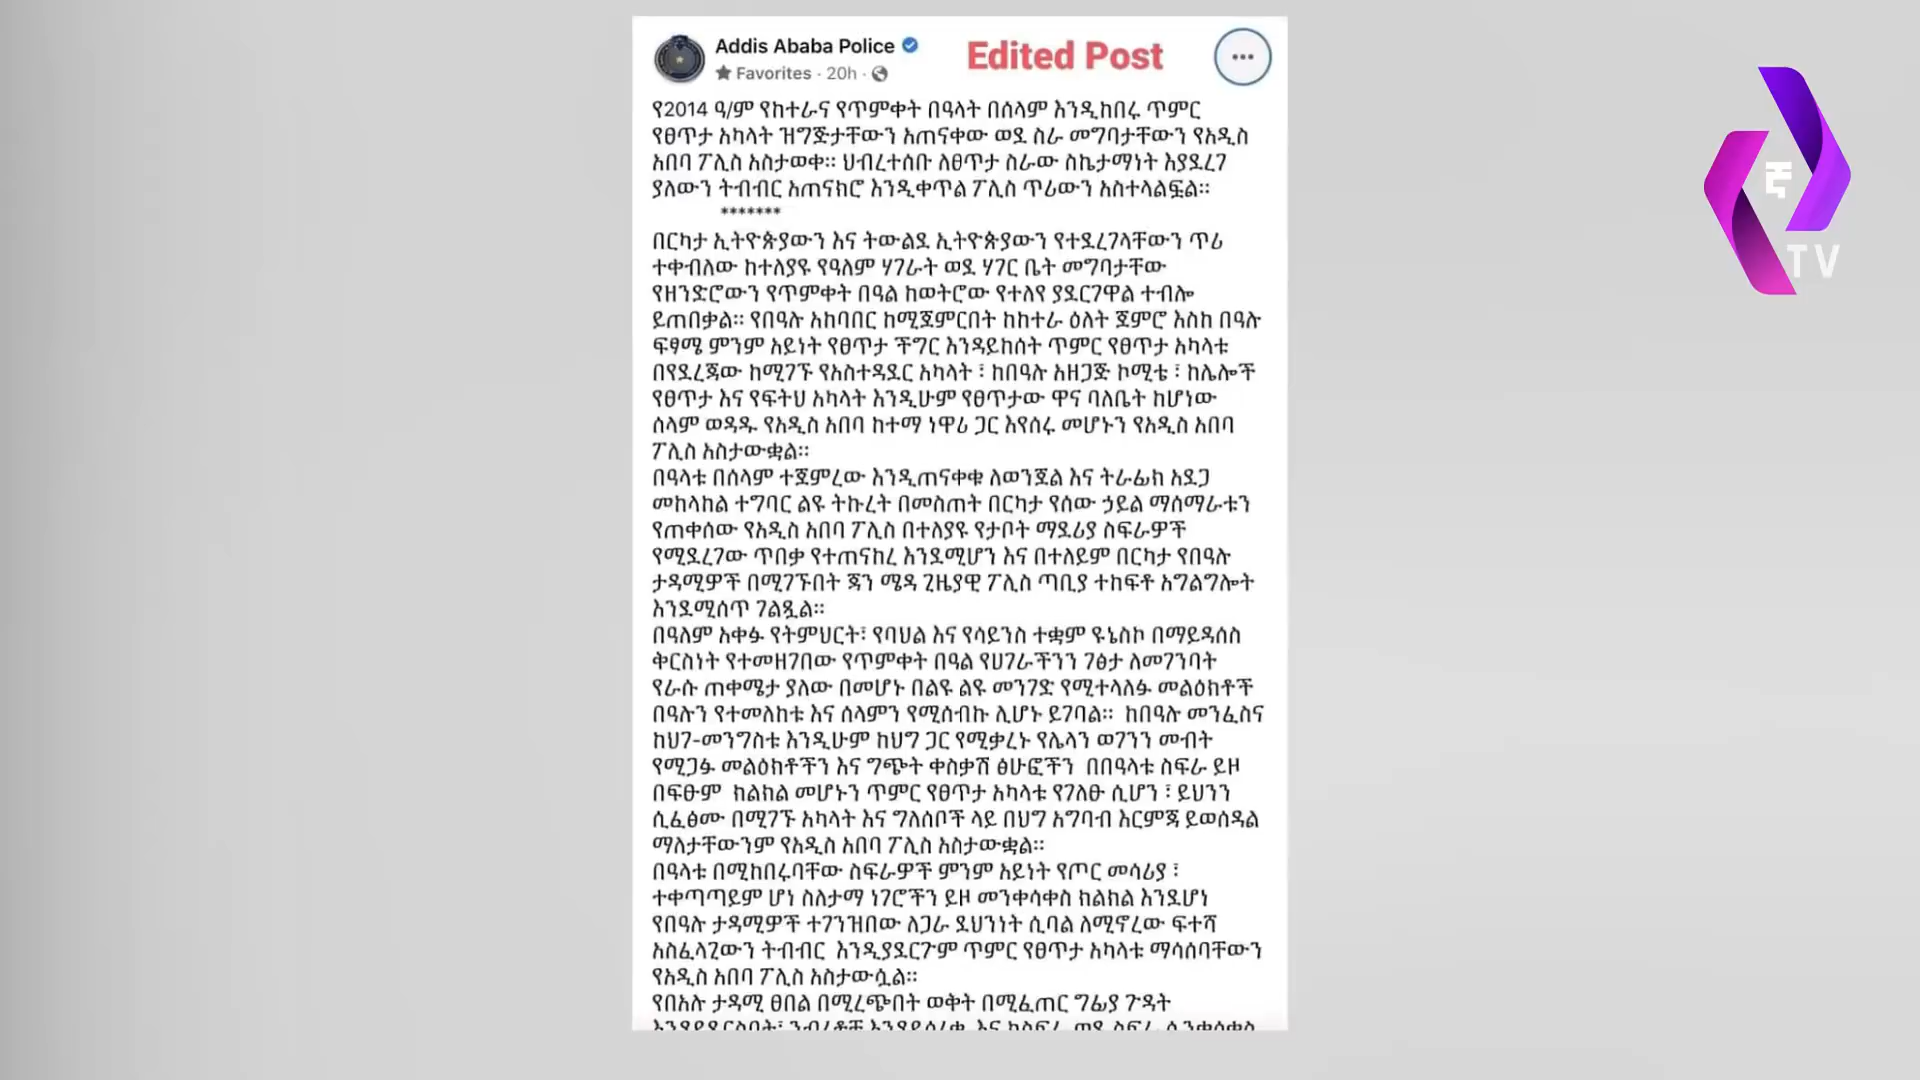 Addis Ababa Police
Edited Post
Favorites · 20h ·
የ2014 ዓ/ም የከተራና የጥምቀት በዓላት በሰላም እንዲከበሩ ጥምር
የፀጥታ አካላት ዝግጅታቸውን አጠናቀው ወደ ስራ መግባታቸውን የአዲስ
አበባ ፖሊስ አስታወቀ። ህብረተሰቡ ለፀጥታ ስራው ስኬታማነት እያደረገ
ያለውን ትብብር አጠናክሮ እንዲቀጥል ፖሊስ ጥሪውን አስተላልፏል።
*******
በርካታ ኢትዮጵያውን እና ትውልደ ኢትዮጵያውን የተደረገላቸውን ጥሪ
ተቀብለው ከተለያዩ የዓለም ሃገራት ወደ ሃገር ቤት መግባታቸው
የዘንድሮውን የጥምቀት በዓል ከወትሮው የተለየ ያደርገዋል ተብሎ
ይጠበቃል። የበዓሉ አከባበር ከሚጀምርበት ከከተራ ዕለት ጀምሮ እስከ በዓሉ
ፍፃሜ ምንም አይነት የፀጥታ ችግር እንዳይከሰት ጥምር የፀጥታ አካላቱ
በየደረጃው ከሚገኙ የአስተዳደር አካላት ፣ ከበዓሉ አዘጋጅ ኮሚቴ ፣ ከሌሎች
የፀጥታ እና የፍትህ አካላት እንዲሁም የፀጥታው ዋና ባለቤት ከሆነው
ሰላም ወዳዱ የአዲስ አበባ ከተማ ነዋሪ ጋር እየሰሩ መሆኑን የአዲስ አበባ
ፖሊስ አስታውቋል።
በዓላቱ በሰላም ተጀምረው እንዲጠናቀቁ ለወንጀል እና ትራፊክ አደጋ
መከላከል ተግባር ልዩ ትኩረት በመስጠት በርካታ የሰው ኃይል ማሰማራቱን
የጠቀሰው የአዲስ አበባ ፖሊስ በተለያዩ የታቦት ማደሪያ ስፍራዎች
የሚደረገው ጥበቃ የተጠናከረ እንደሚሆን እና በተለይም በርካታ የበዓሉ
ታዳሚዎች በሚገኙበት ጃን ሜዳ ጊዜያዊ ፖሊስ ጣቢያ ተከፍቶ አግልግሎት
እንደሚሰጥ ገልጿል።
በዓለም አቀፉ የትምህርት፣ የባህል እና የሳይንስ ተቋም ዩኔስኮ በማይዳሰስ
ቅርስነት የተመዘገበው የጥምቀት በዓል የሀገራችንን ገፅታ ለመገንባት
የራሱ ጠቀሜታ ያለው በመሆኑ በልዩ ልዩ መንገድ የሚተላለፉ መልዕክቶች
በዓሉን የተመለከቱ እና ሰላምን የሚሰብኩ ሊሆኑ ይገባል። ከበዓሉ መንፈስና
ከህገ-መንግስቱ እንዲሁም ከህግ ጋር የሚቃረኑ የሌላን ወገንን መብት
የሚጋፉ መልዕክቶችን እና ግጭት ቀስቃሽ ፅሁፎችን በበዓላቱ ስፍራ ይዞ
በፍፁም ክልክል መሆኑን ጥምር የፀጥታ አካላቱ የገለፁ ሲሆን ፣ ይህንን
ሲፈፅሙ በሚገኙ አካላት እና ግለሰቦች ላይ በህግ አግባብ እርምጃ ይወሰዳል
ማለታቸውንም የአዲስ አበባ ፖሊስ አስታውቋል።
በዓላቱ በሚከበሩባቸው ስፍራዎች ምንም አይነት የጦር መሳሪያ ፣
ተቀጣጣይም ሆነ ስለታማ ነገሮችን ይዞ መንቀሳቀስ ክልክል እንደሆነ
የበዓሉ ታዳሚዎች ተገንዝበው ለጋራ ደህንነት ሲባል ለሚኖረው ፍተሻ
አስፈላጊውን ትብብር እንዲያደርጉም ጥምር የፀጥታ አካላቱ ማሳሰባቸውን
የአዲስ አበባ ፖሊስ አስታውሷል።
የበአሉ ታዳሚ ፀበል በሚረጭበት ወቅት በሚፈጠር ግፊያ ጉዳት
TV